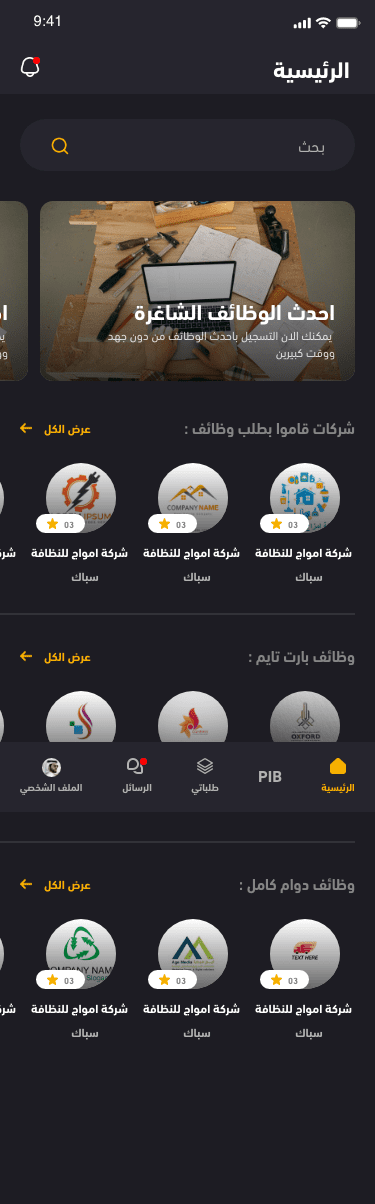 9:41
الرئيسية
بحث
احدث الوظائف الشاغرة
يمكنك الان التسجيل باحدث الوظائف من دون جهد
ووقت كبيرين
شركات قاموا بطلب وظائف :
عرض الكل
COMPANY NAME
03
03
03
شركة امواج للنظافة
شركة امواج للنظافة
شركة امواج للنظافة
سباك
سباك
سباك
وظائف بارت تايم :
عرض الكل
OXFORD
الرئيسية
PIB
طلباتي
الرسائل
الملف الشخصي
وظائف دوام كامل :
عرض الكل
TEXT HERE
Age Media
03
03
03
شركة امواج للنظافة
شركة امواج للنظافة
شركة امواج للنظافة
سباك
سباك
سباك